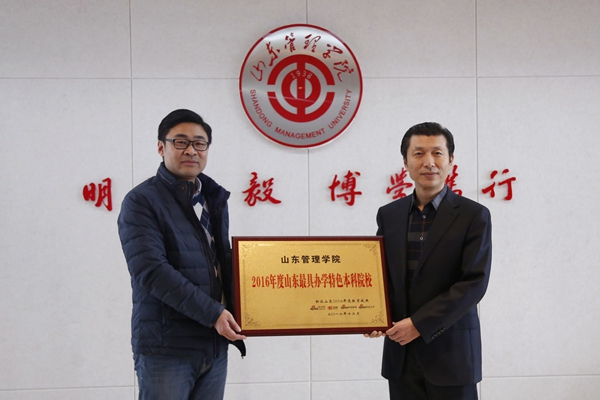 山东管理学院
1938
SHANDONG MANAGEMENT UNIVERSITY
明 毅 博学笃行
山东管理学院
2016年度山东最具办学特色本科院校